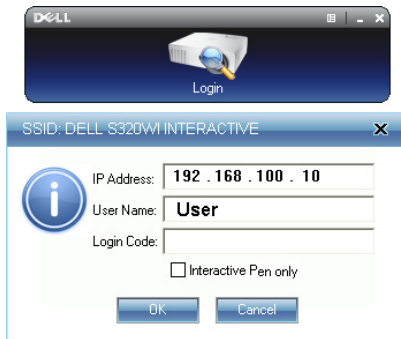 DELL
Login
SSID: DELL S320WI INTERACTIVE
IP Address: 192 . 168 . 100 . 10
User Name: User
Login Code:
Interactive Pen only
OK Cancel